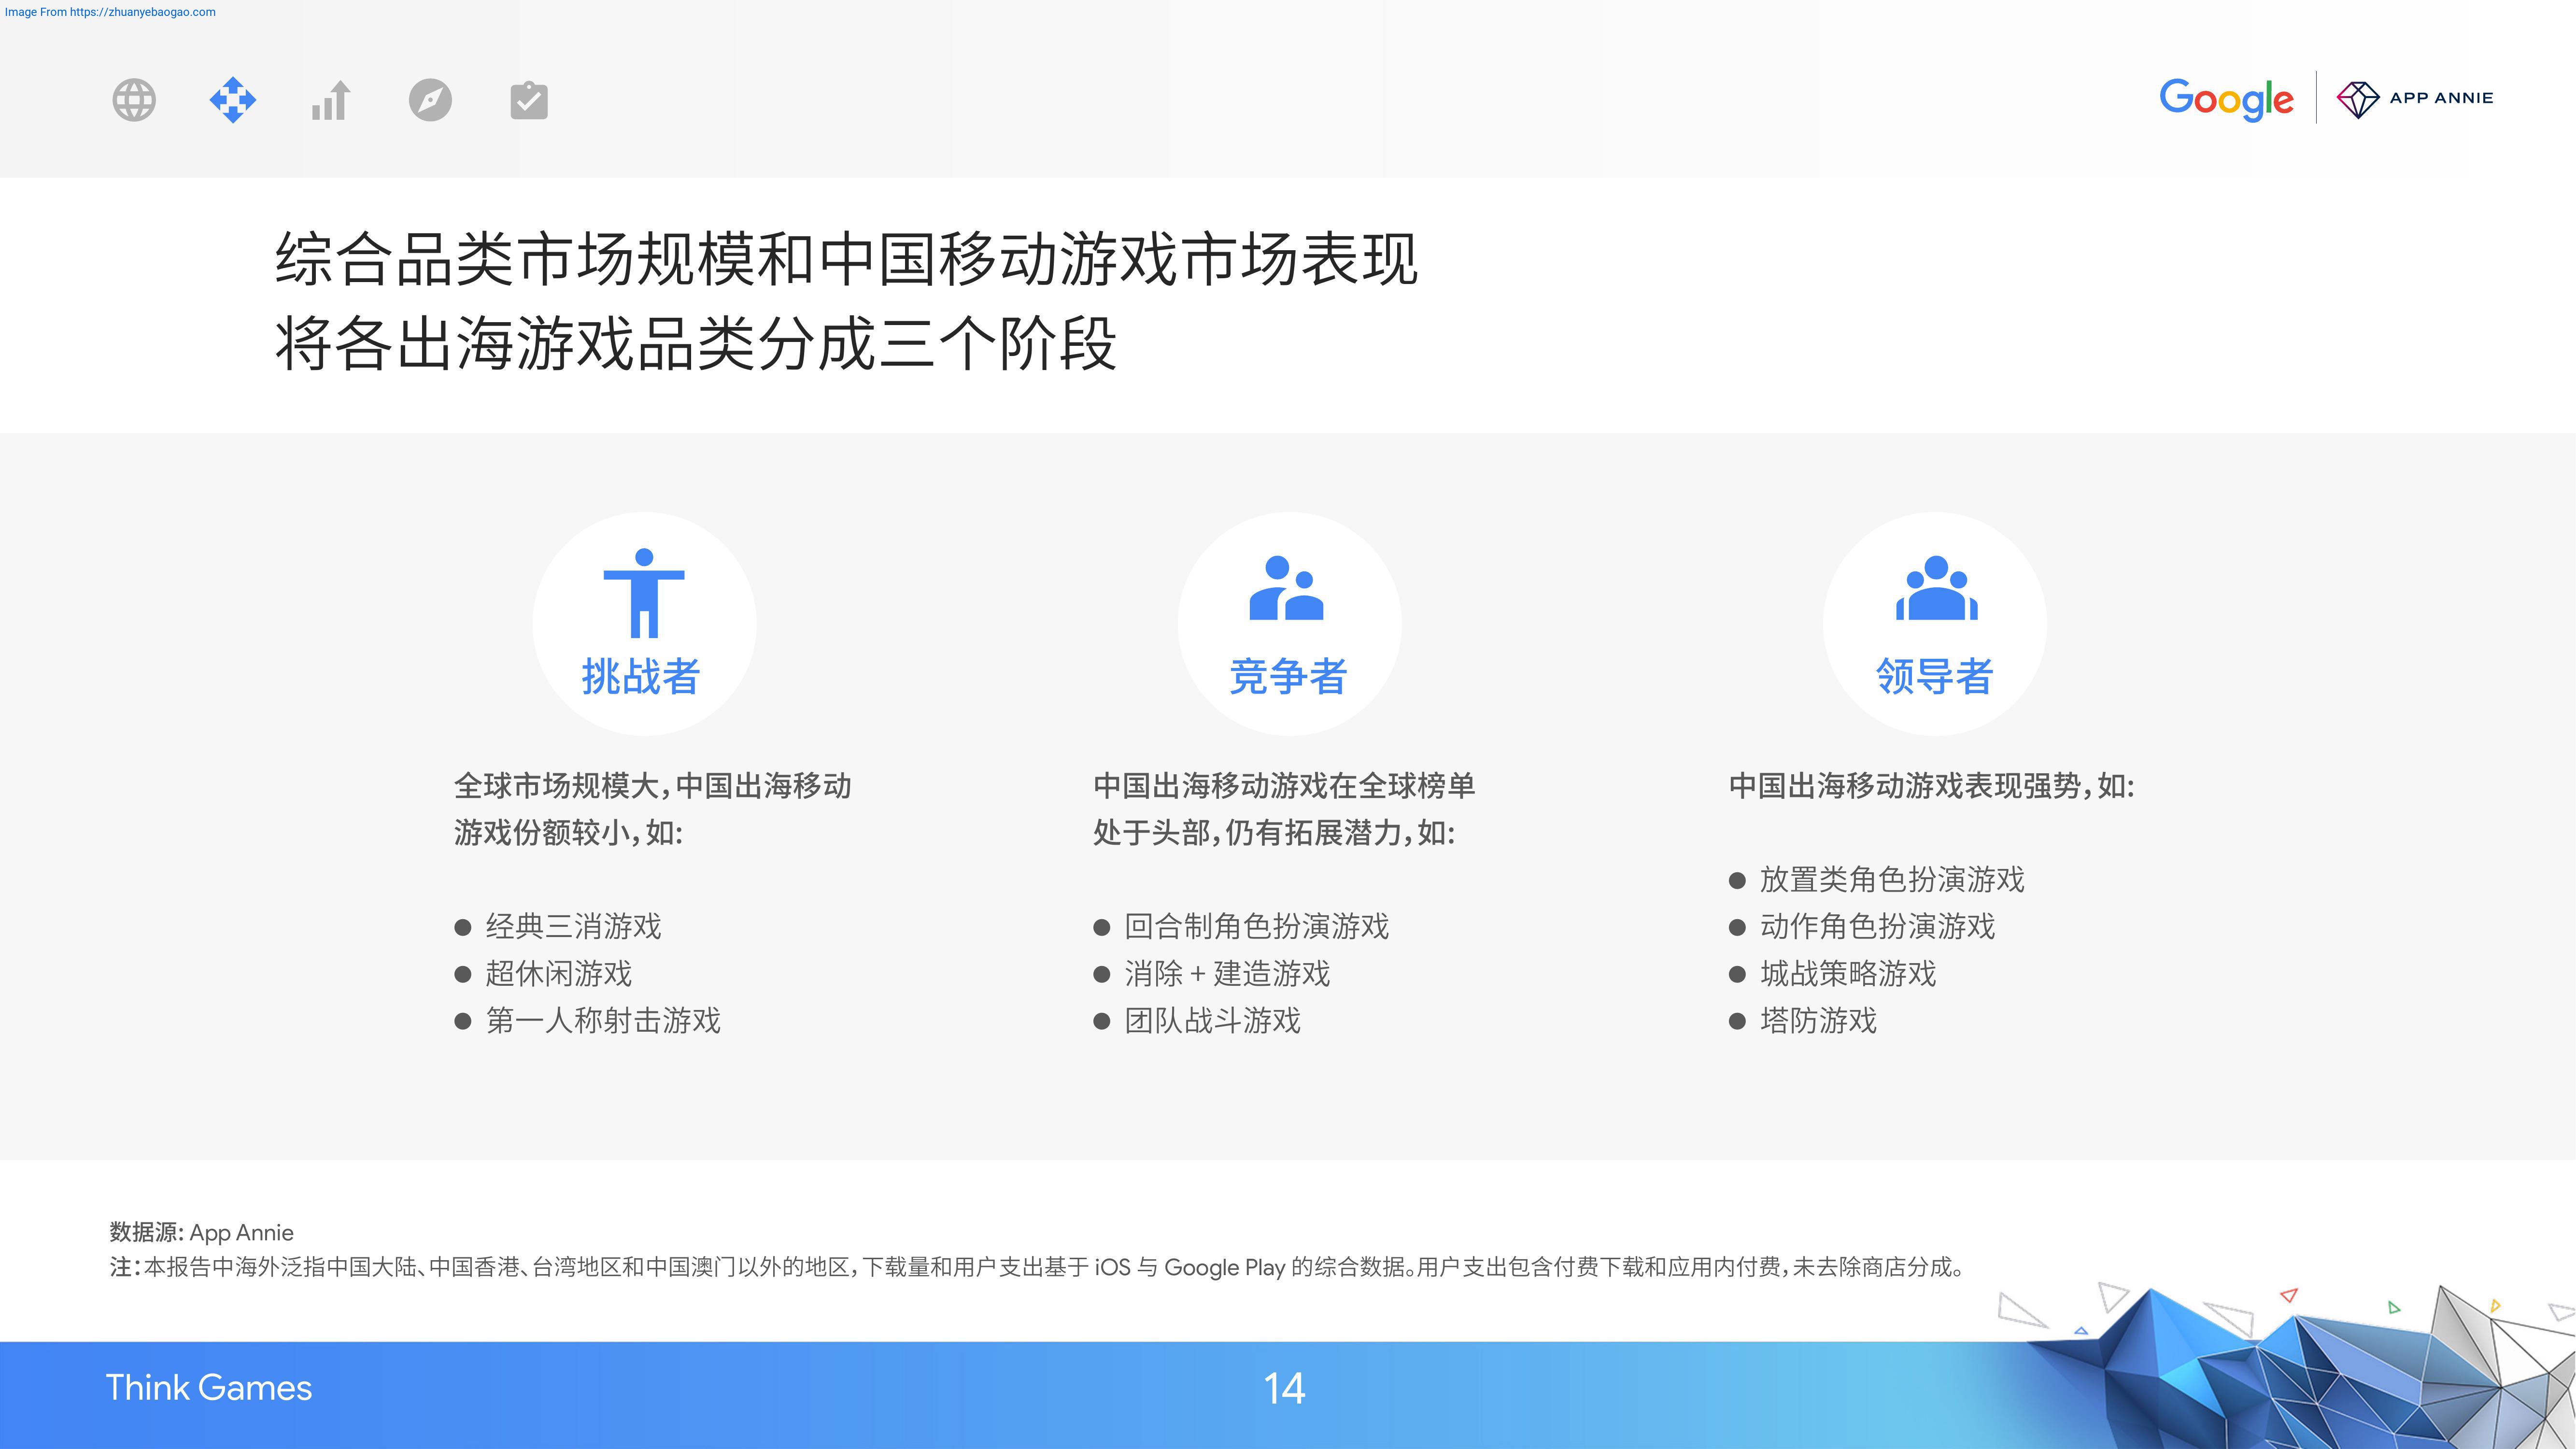 Image From https://zhuanyebaogao.com
Google
APP ANNIE
综合品类市场规模和中国移动游戏市场表现
将各出海游戏品类分成三个阶段
挑战者
全球市场规模大，中国出海移动
游戏份额较小，如：
● 经典三消游戏
● 超休闲游戏
● 第一人称射击游戏
竞争者
中国出海移动游戏在全球榜单
处于头部，仍有拓展潜力，如：
● 回合制角色扮演游戏
● 消除 + 建造游戏
● 团队战斗游戏
领导者
中国出海移动游戏表现强势，如：
● 放置类角色扮演游戏
● 动作角色扮演游戏
● 城战策略游戏
● 塔防游戏
数据源: App Annie
注：本报告中海外泛指中国大陆、中国香港、台湾地区和中国澳门以外的地区，下载量和用户支出基于 iOS 与 Google Play 的综合数据。用户支出包含付费下载和应用内付费，未去除商店分成。
Think Games
14